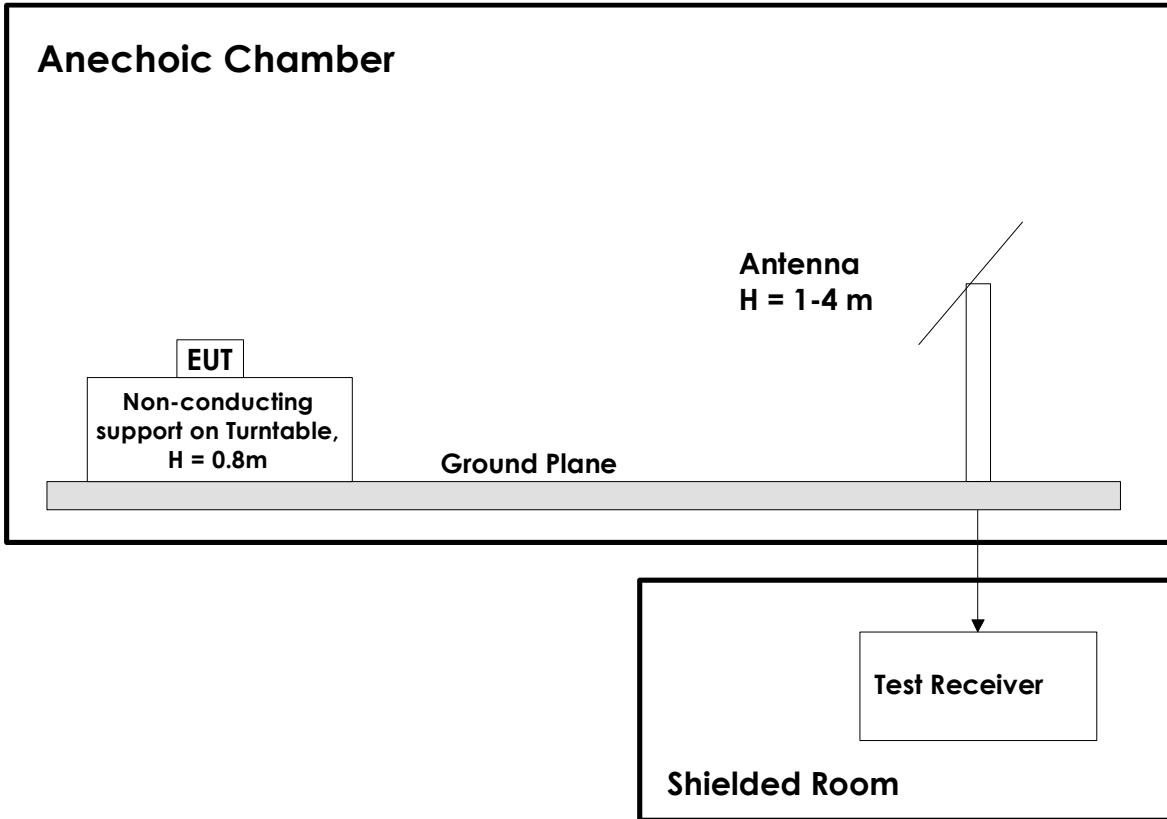 Anechoic Chamber
Antenna
H = 1-4 m
EUT
Non-conducting
support on Turntable,
H = 0.8m
Ground Plane
Test Receiver
Shielded Room